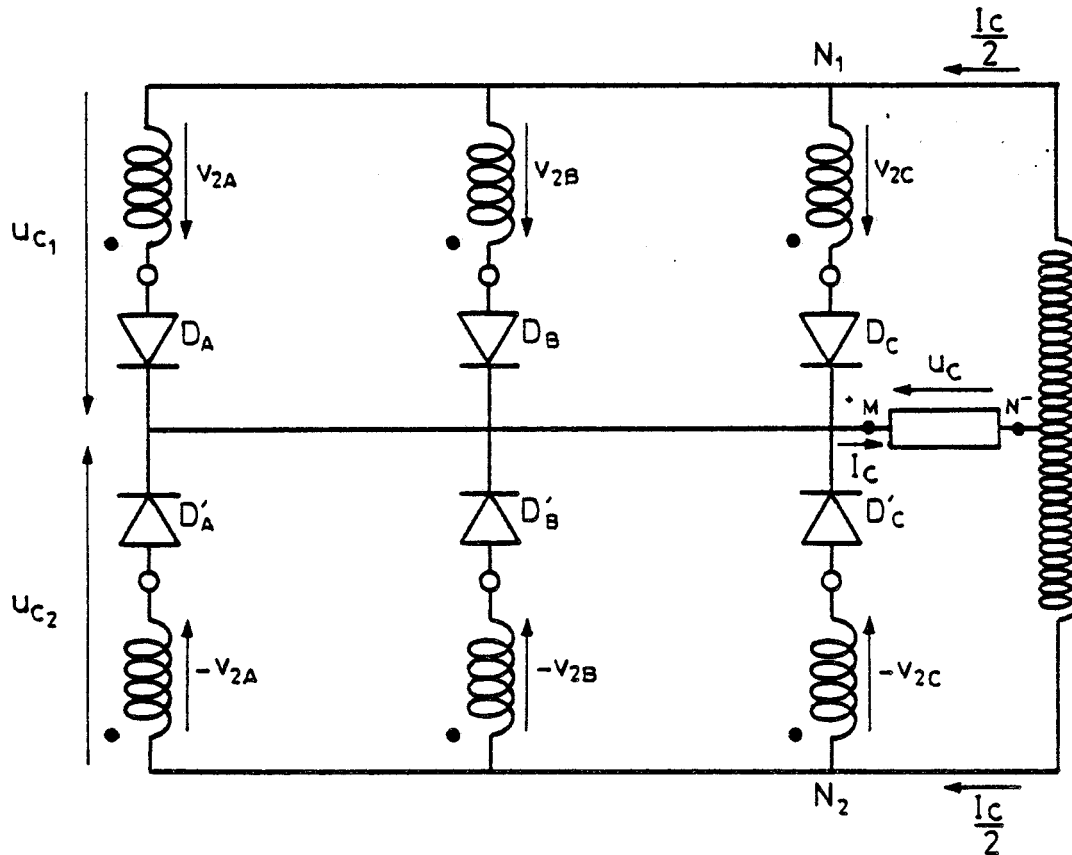 Ic/2
N₁
v₂A
v₂B
v₂C
uc₁
DA
DB
DC
uc
+ M
N −
Ic
D'A
D'B
D'C
uc₂
−v₂A
−v₂B
−v₂C
N₂
Ic/2